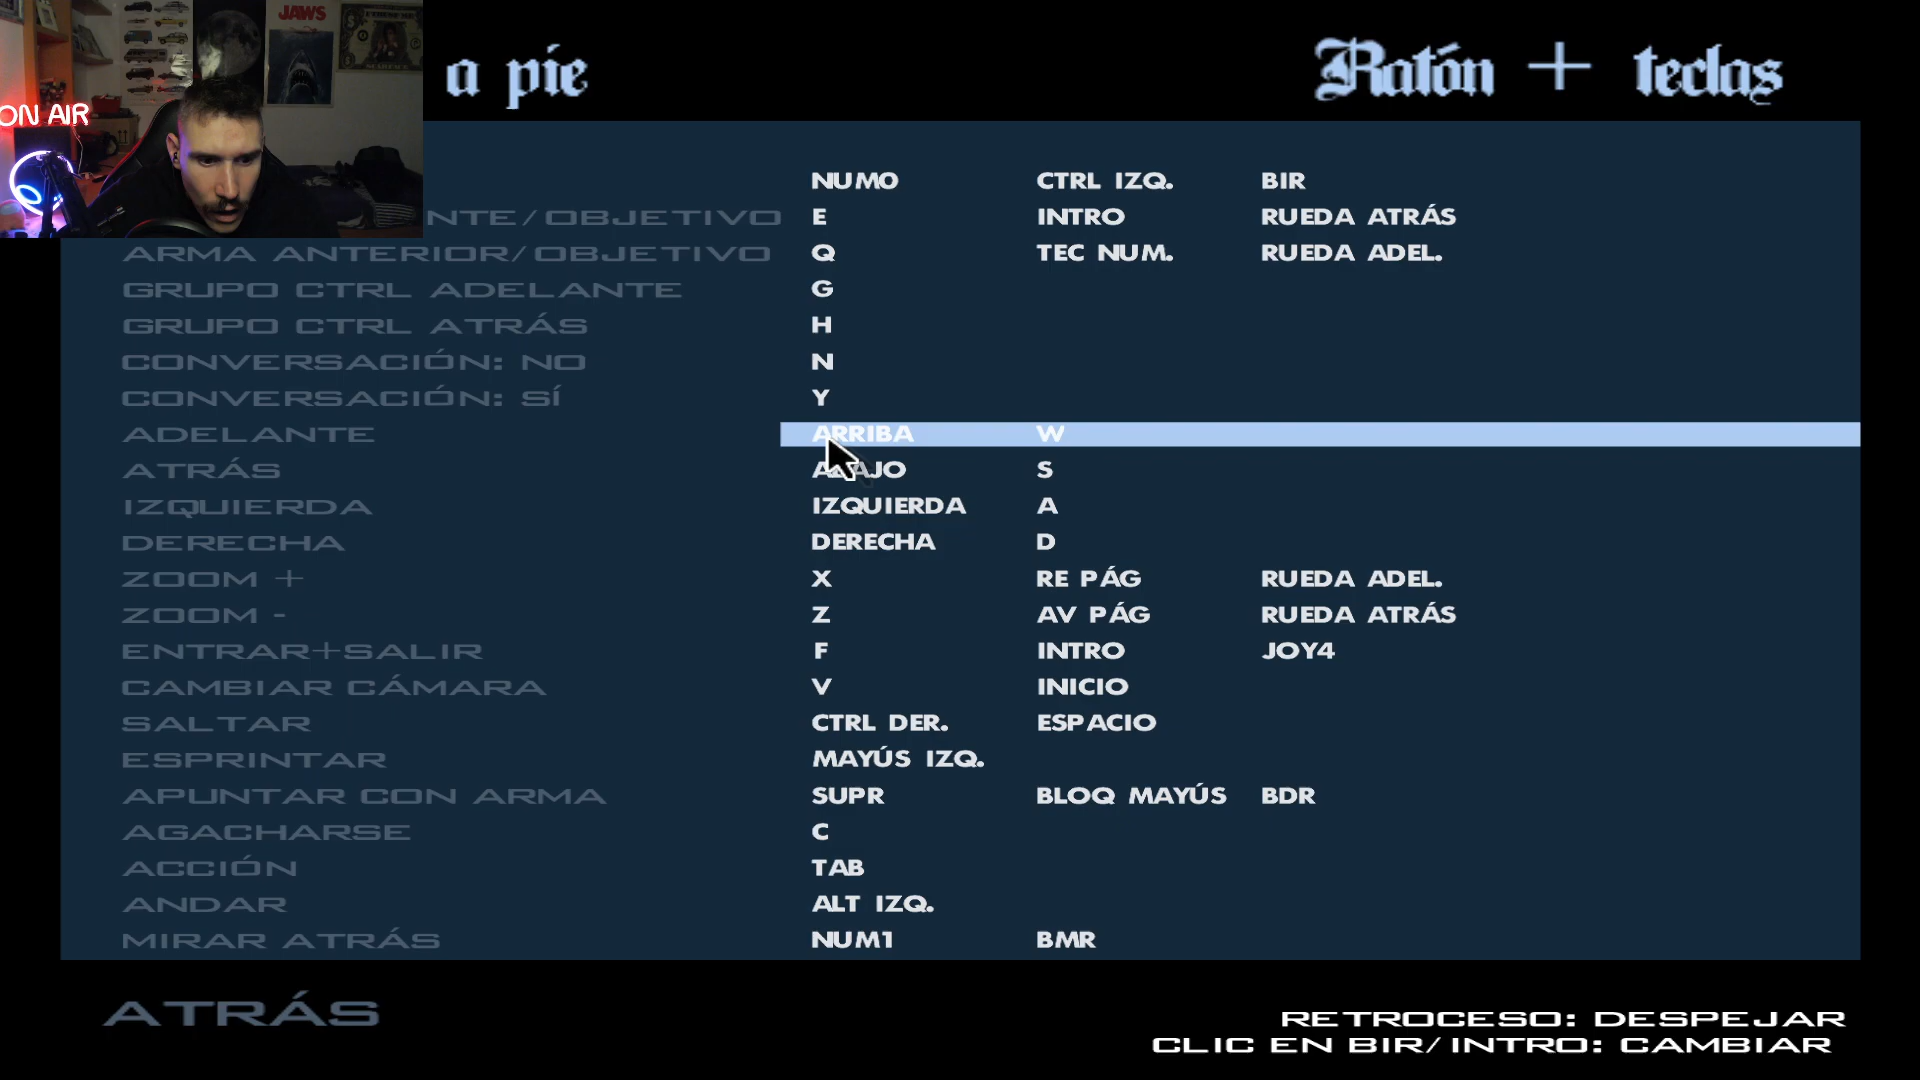 JAWS
ON AIR
a pie
Ratón + teclas
NUM0 CTRL IZQ. BIR
NTE/OBJETIVO E INTRO RUEDA ATRÁS
ARMA ANTERIOR/OBJETIVO Q TEC NUM. RUEDA ADEL.
GRUPO CTRL ADELANTE G
GRUPO CTRL ATRÁS H
CONVERSACIÓN: NO N
CONVERSACIÓN: SÍ Y
ADELANTE ARRIBA W
ATRÁS ABAJO S
IZQUIERDA IZQUIERDA A
DERECHA DERECHA D
ZOOM + X RE PÁG RUEDA ADEL.
ZOOM - Z AV PÁG RUEDA ATRÁS
ENTRAR+SALIR F INTRO JOY4
CAMBIAR CÁMARA V INICIO
SALTAR CTRL DER. ESPACIO
ESPRINTAR MAYÚS IZQ.
APUNTAR CON ARMA SUPR BLOQ MAYÚS BDR
AGACHARSE C
ACCIÓN TAB
ANDAR ALT IZQ.
MIRAR ATRÁS NUM1 BMR
ATRÁS
RETROCESO: DESPEJAR
CLIC EN BIR/INTRO: CAMBIAR